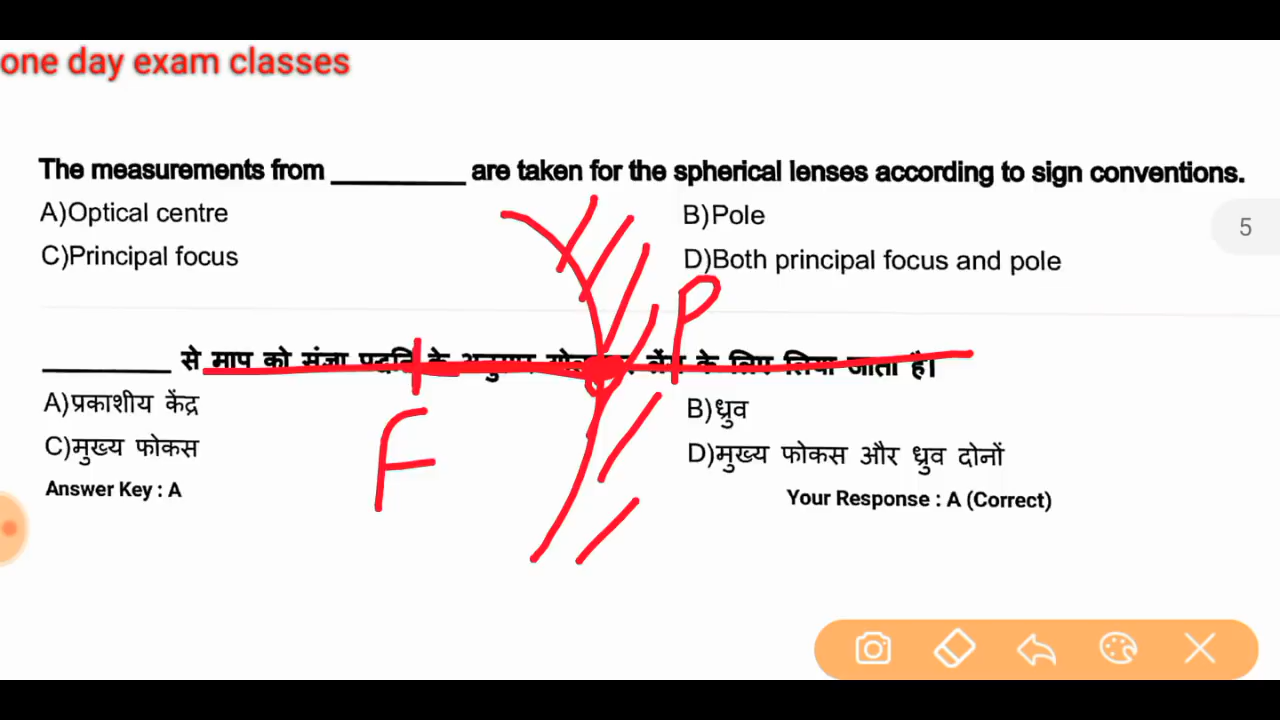 one day exam classes
The measurements from _________ are taken for the spherical lenses according to sign conventions.
A)Optical centre
B)Pole
C)Principal focus
D)Both principal focus and pole
5
P
_________ से माप को संज्ञा पद्धति के अनुसार लेंस के लिए लिया जाता है।
A)प्रकाशीय केंद्र
B)ध्रुव
C)मुख्य फोकस
D)मुख्य फोकस और ध्रुव दोनों
F
Answer Key : A
Your Response : A (Correct)